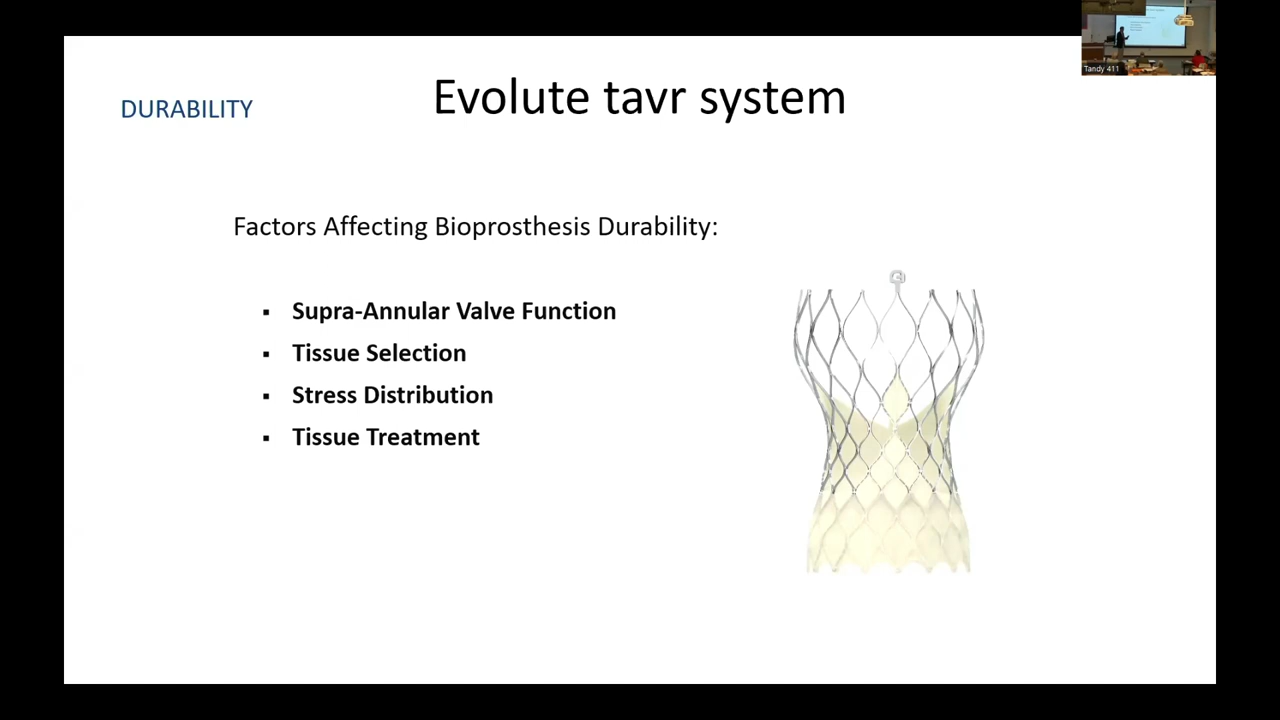 Tandy 411
DURABILITY
Evolute tavr system
Factors Affecting Bioprosthesis Durability:
▪ Supra-Annular Valve Function
▪ Tissue Selection
▪ Stress Distribution
▪ Tissue Treatment